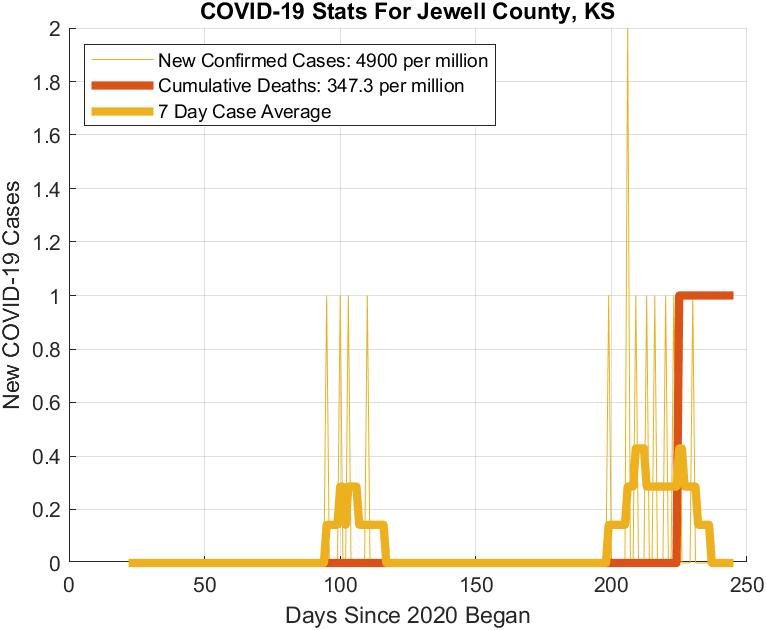 COVID-19 Stats For Jewell County, KS
2
1.8
1.6
1.4
1.2
1
0.8
0.6
0.4
0.2
0
New COVID-19 Cases
New Confirmed Cases: 4900 per million
Cumulative Deaths: 347.3 per million
7 Day Case Average
0 50 100 150 200 250
Days Since 2020 Began